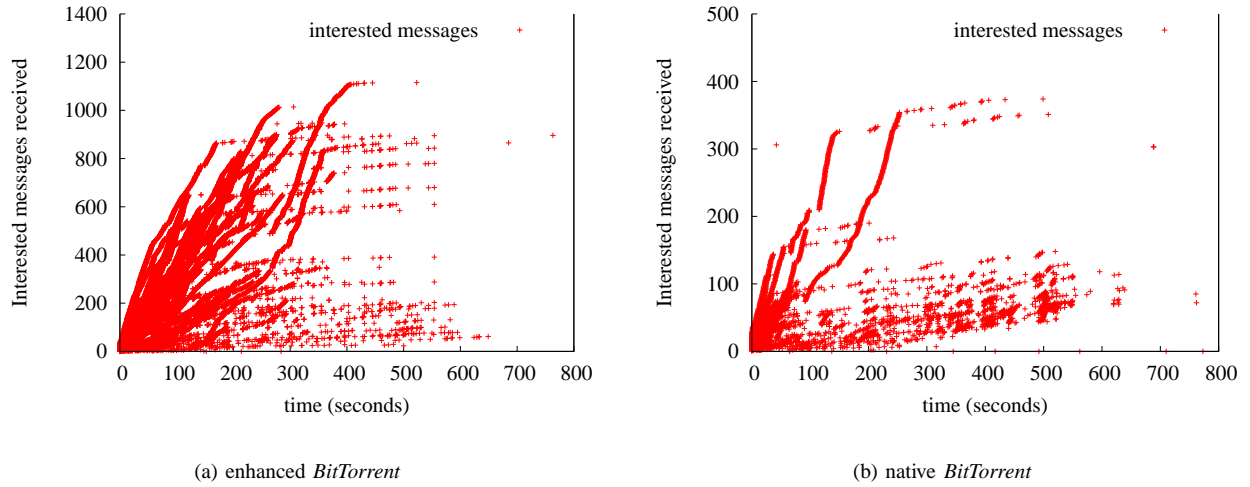 1400
1200
1000
800
600
400
200
0
0 100 200 300 400 500 600 700 800
Interested messages received
time (seconds)
interested messages
(a) enhanced BitTorrent
500
400
300
200
100
0
0 100 200 300 400 500 600 700 800
Interested messages received
time (seconds)
interested messages
(b) native BitTorrent